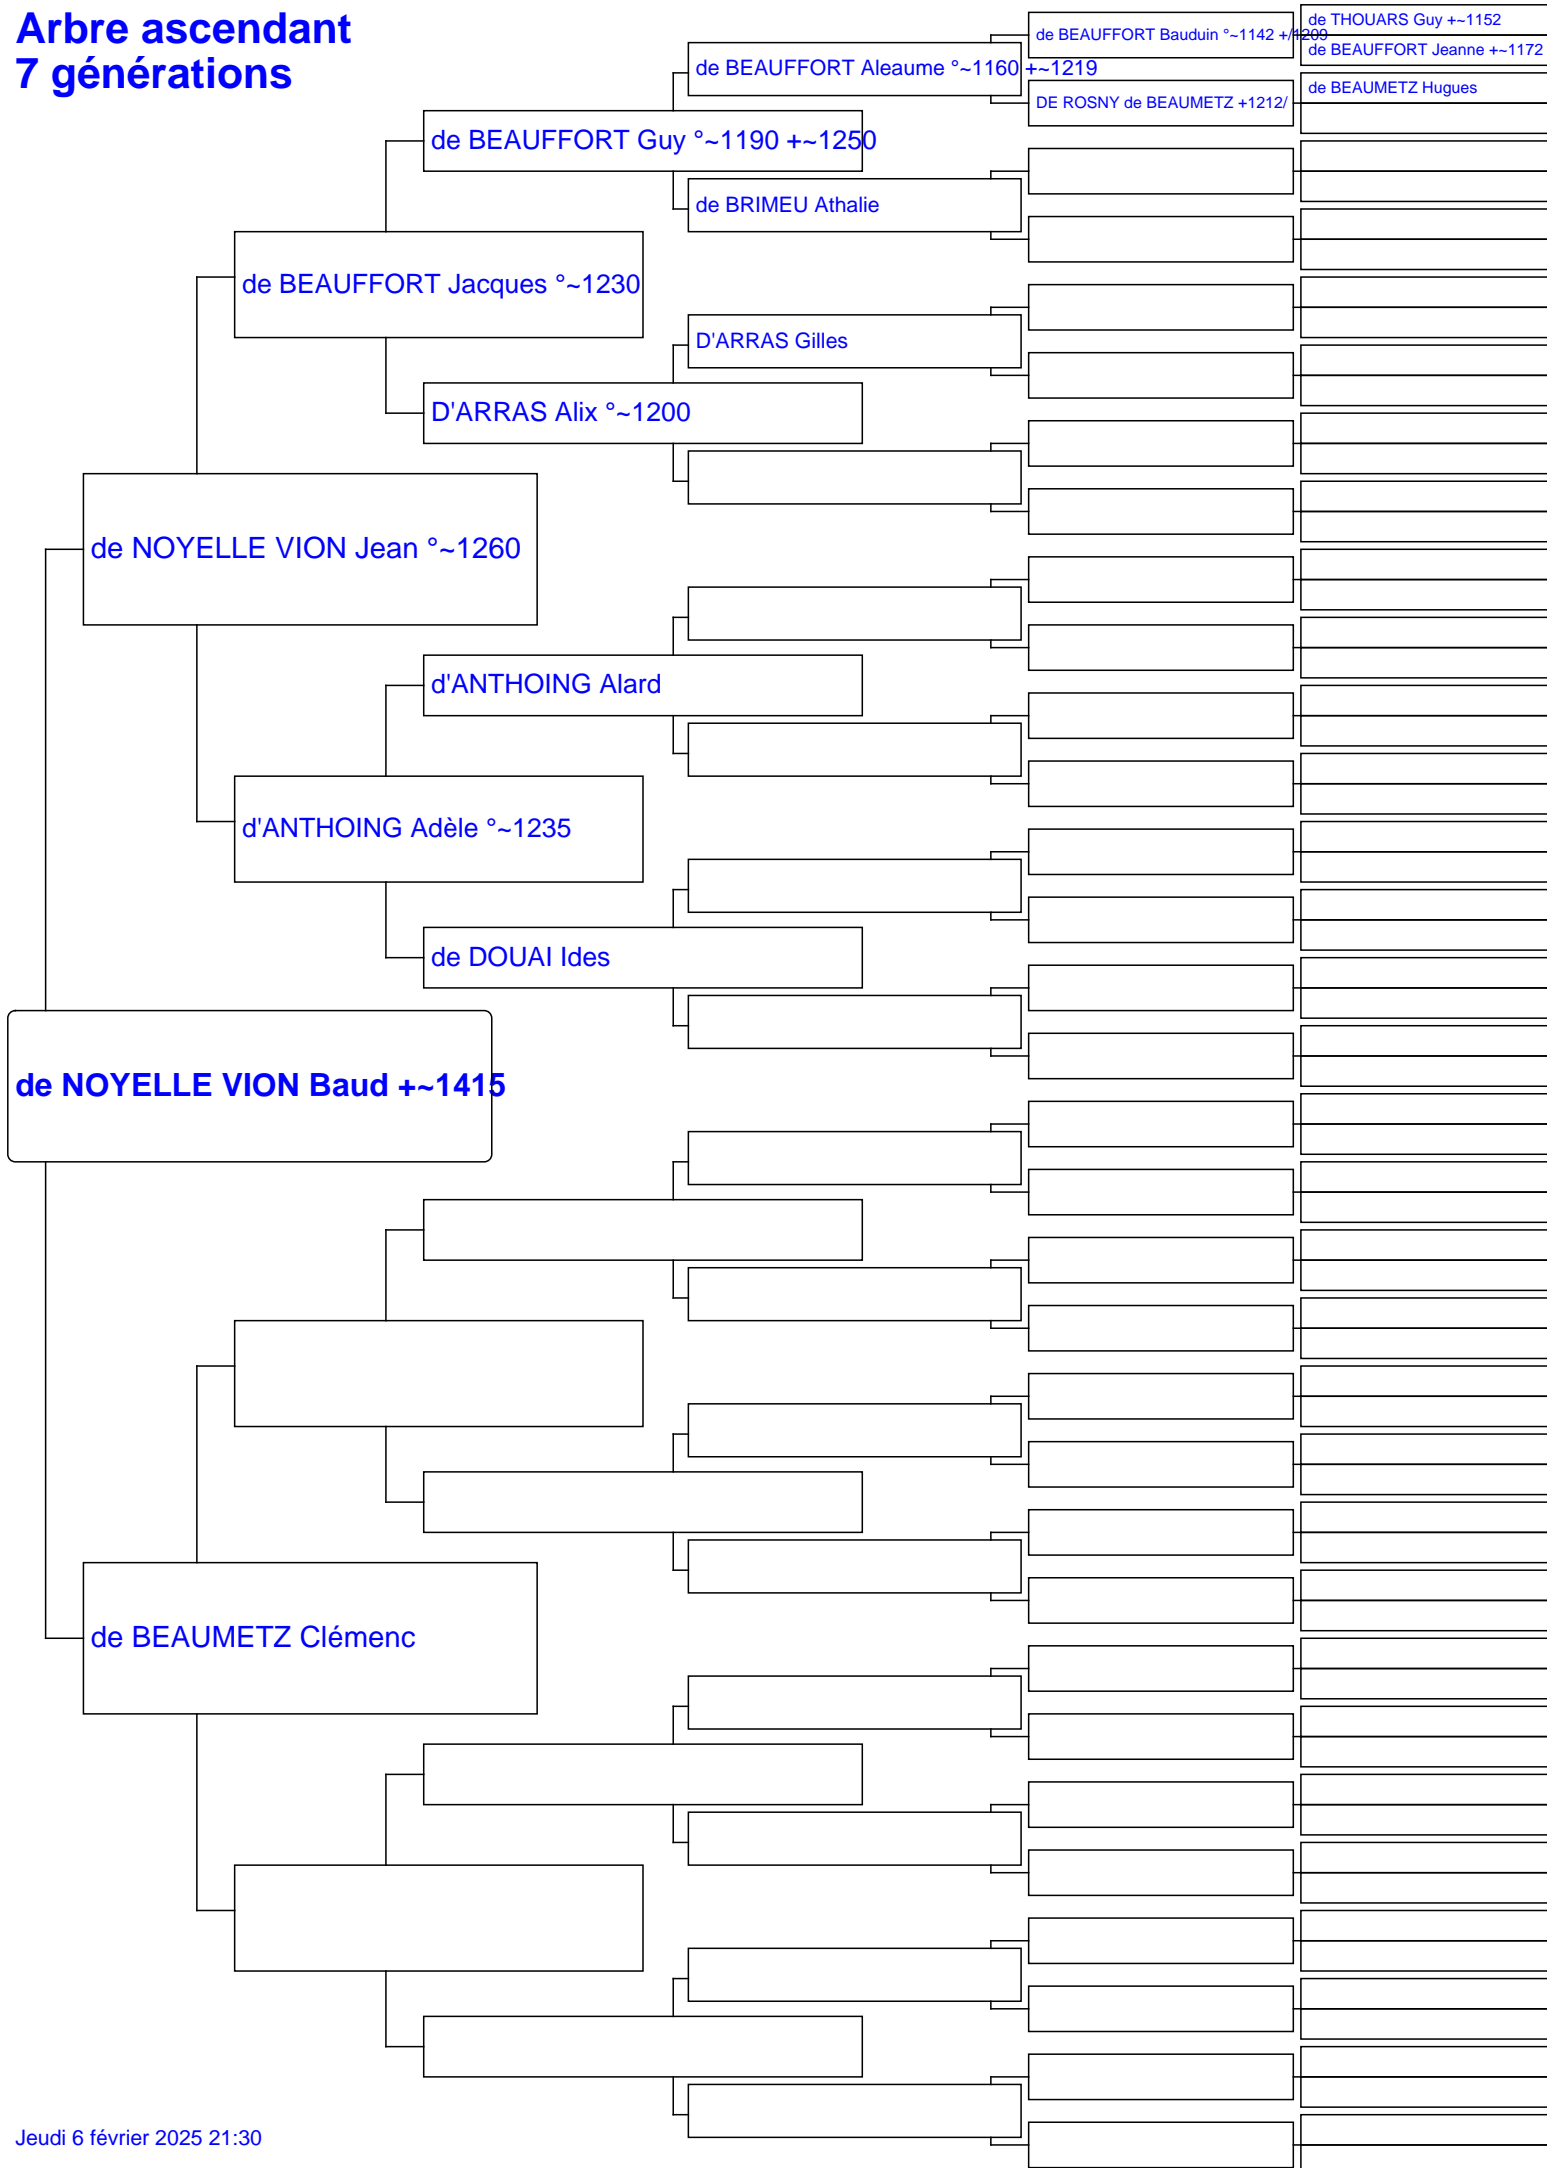 Arbre ascendant
7 générations
de THOUARS Guy +~1152
de BEAUFFORT Bauduin °~1142 +/1209
de BEAUFFORT Jeanne +~1172
de BEAUFFORT Aleaume °~1160 +~1219
de BEAUMETZ Hugues
DE ROSNY de BEAUMETZ +1212/
de BEAUFFORT Guy °~1190 +~1250
de BRIMEU Athalie
de BEAUFFORT Jacques °~1230
D'ARRAS Gilles
D'ARRAS Alix °~1200
de NOYELLE VION Jean °~1260
d'ANTHOING Alard
d'ANTHOING Adèle °~1235
de DOUAI Ides
de NOYELLE VION Baud +~1415
de BEAUMETZ Clémenc
Jeudi 6 février 2025 21:30